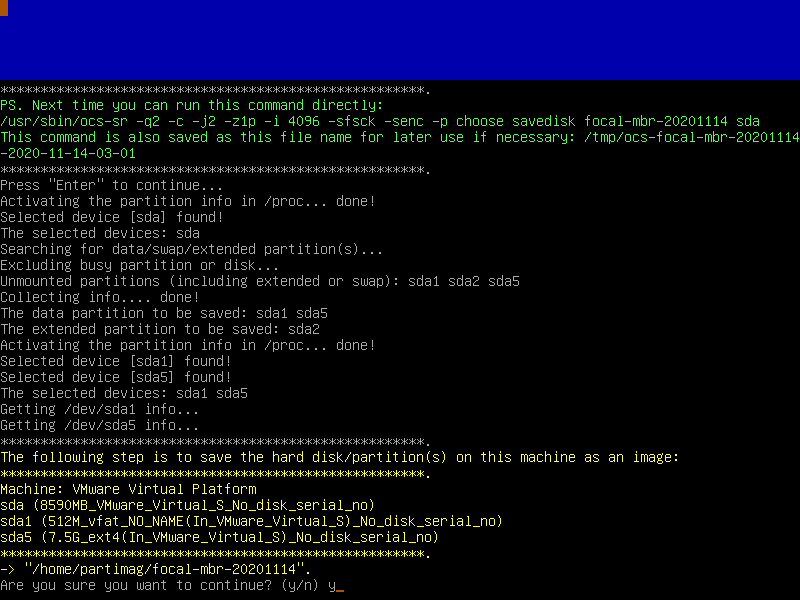 *****************************************************.
PS. Next time you can run this command directly:
/usr/sbin/ocs-sr -q2 -c -j2 -z1p -i 4096 -sfsck -senc -p choose savedisk focal-mbr-20201114 sda
This command is also saved as this file name for later use if necessary: /tmp/ocs-focal-mbr-20201114
-2020-11-14-03-01
*****************************************************.
Press "Enter" to continue...
Activating the partition info in /proc... done!
Selected device [sda] found!
The selected devices: sda
Searching for data/swap/extended partition(s)...
Excluding busy partition or disk...
Unmounted partitions (including extended or swap): sda1 sda2 sda5
Collecting info.... done!
The data partition to be saved: sda1 sda5
The extended partition to be saved: sda2
Activating the partition info in /proc... done!
Selected device [sda1] found!
Selected device [sda5] found!
The selected devices: sda1 sda5
Getting /dev/sda1 info...
Getting /dev/sda5 info...
*****************************************************.
The following step is to save the hard disk/partition(s) on this machine as an image:
*****************************************************.
Machine: VMware Virtual Platform
sda (8590MB_VMware_Virtual_S_No_disk_serial_no)
sda1 (512M_vfat_NO_NAME(In_VMware_Virtual_S)_No_disk_serial_no)
sda5 (7.5G_ext4(In_VMware_Virtual_S)_No_disk_serial_no)
*****************************************************.
-> "/home/partimag/focal-mbr-20201114".
Are you sure you want to continue? (y/n) y_